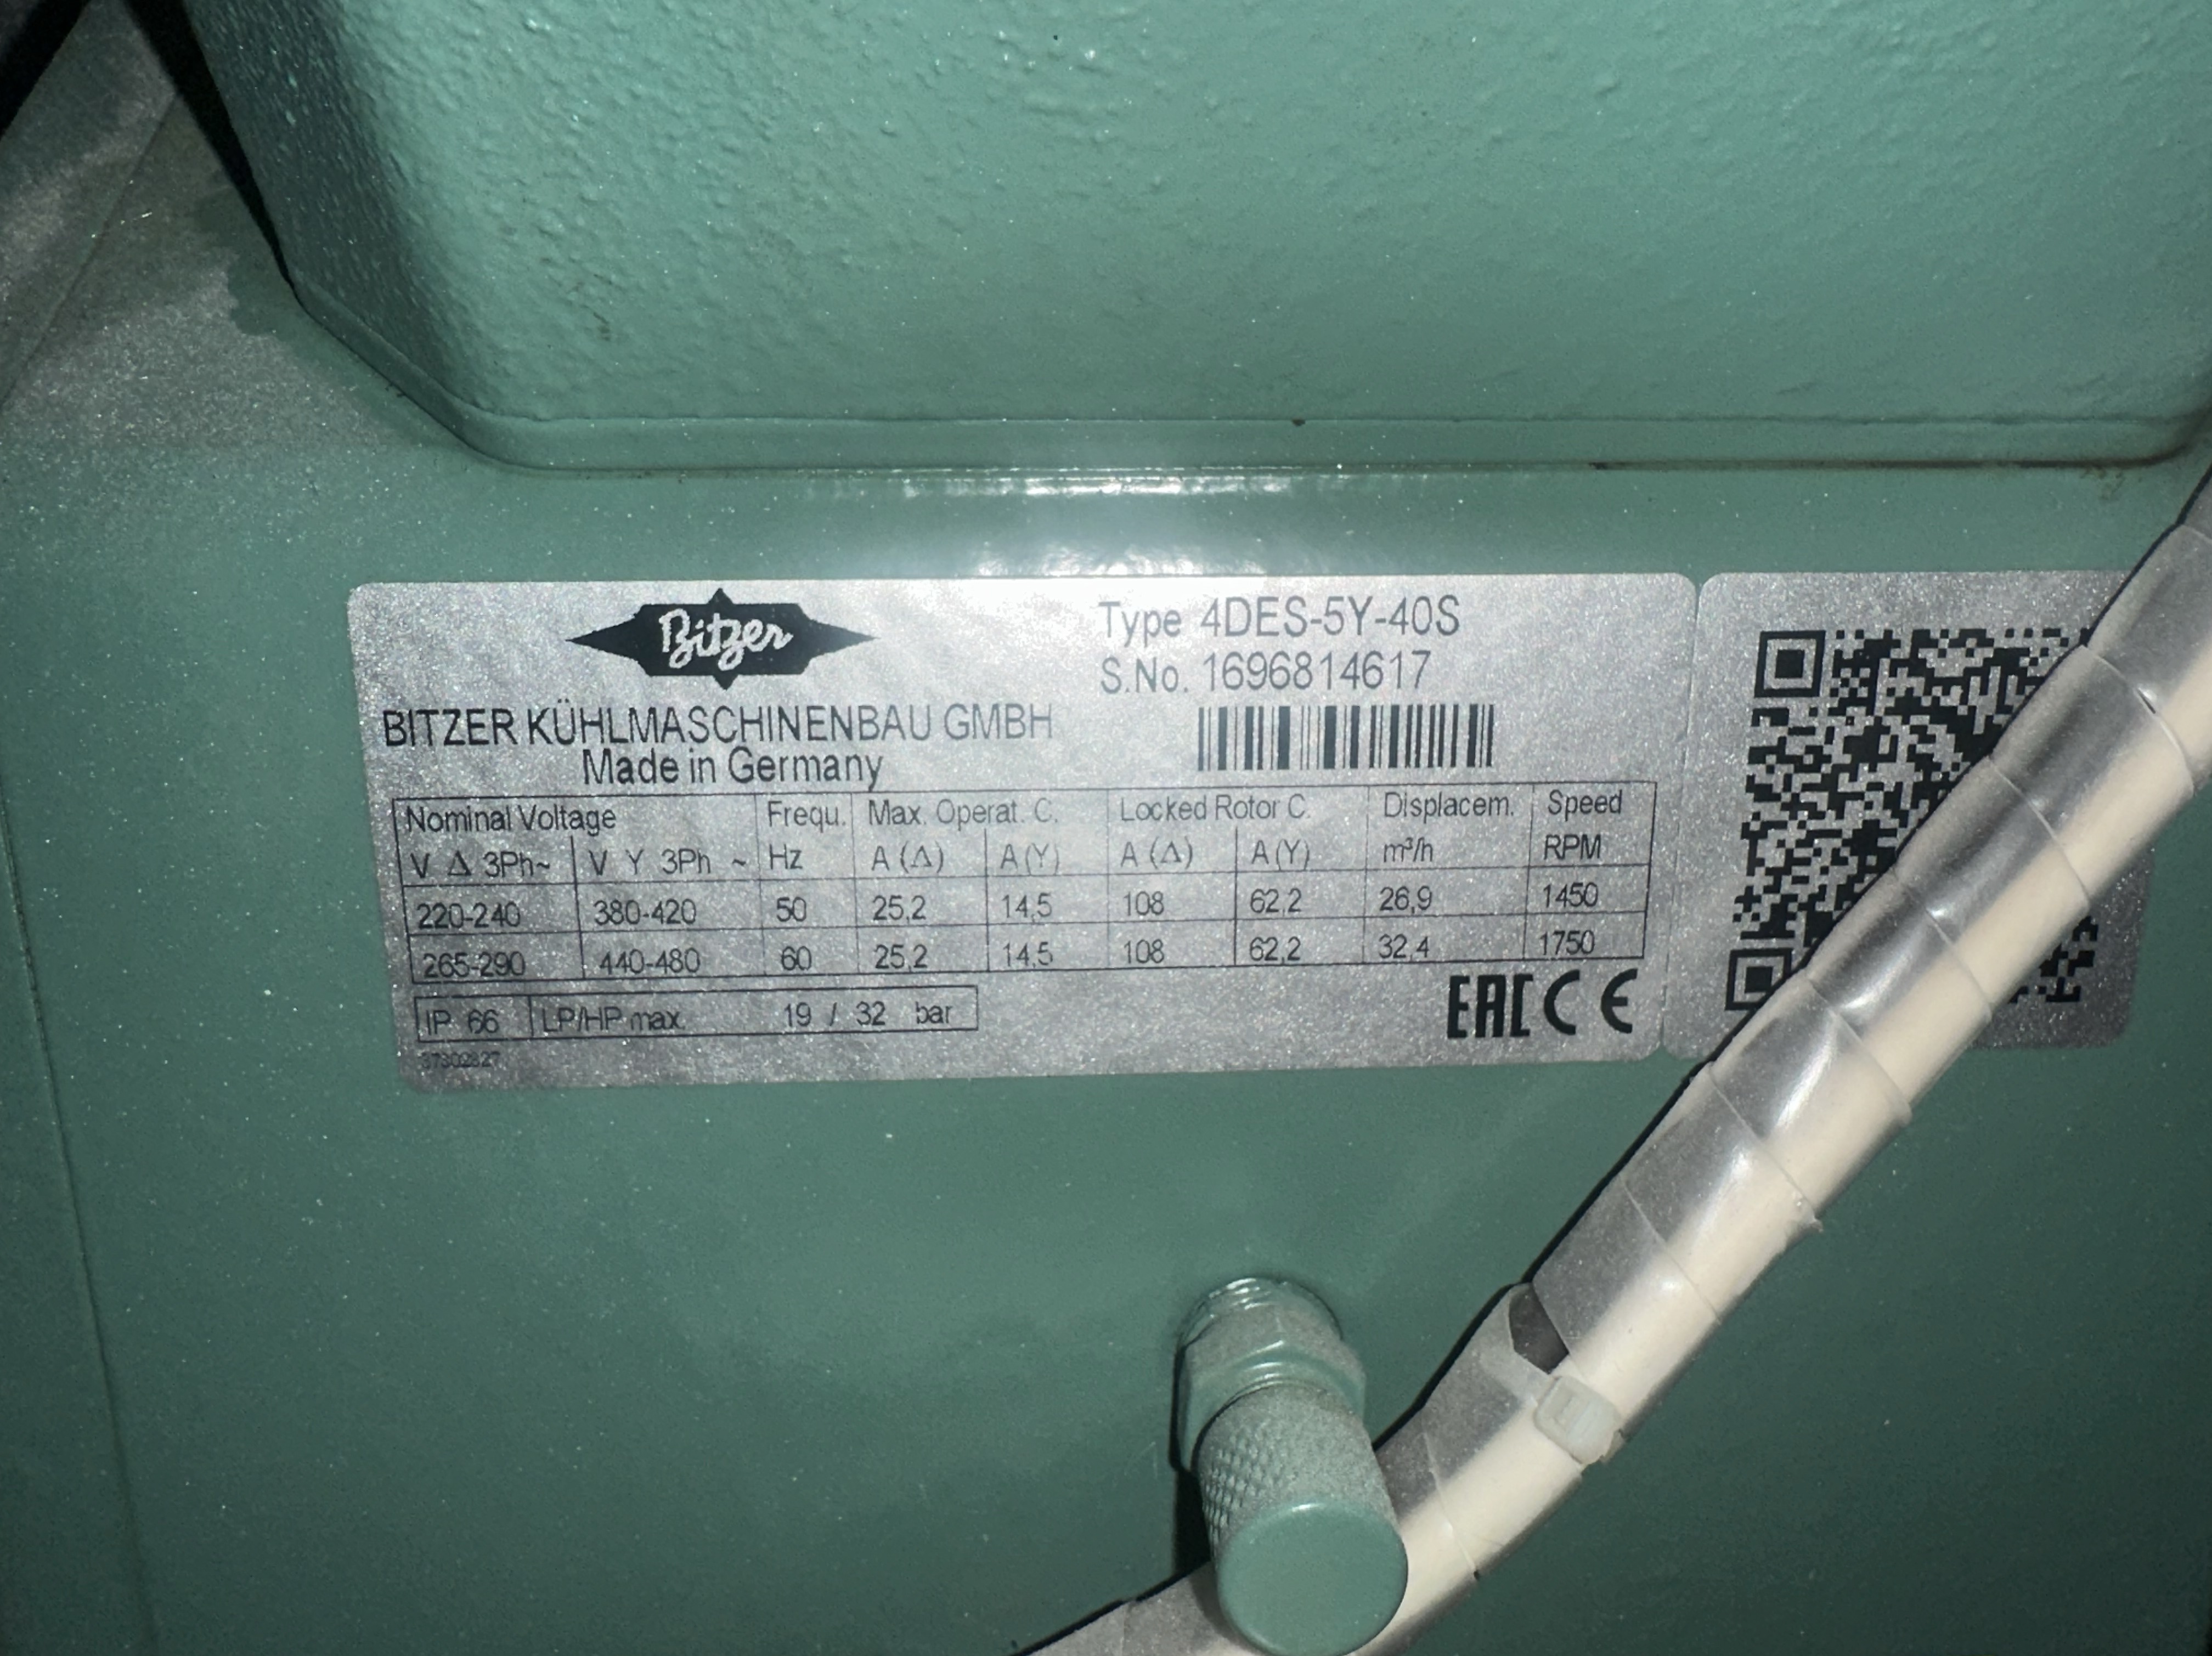 Bitzer
Type 4DES-5Y-40S
S.No. 1696814617
BITZER KÜHLMASCHINENBAU GMBH
Made in Germany
Nominal Voltage Frequ. Max. Operat. C. Locked Rotor C. Displacem. Speed
V Δ 3Ph~ V Y 3Ph ~ Hz A (Δ) A (Y) A (Δ) A (Y) m³/h RPM
220-240 380-420 50 25,2 14,5 108 62,2 26,9 1450
265-290 440-480 60 25,2 14,5 108 62,2 32,4 1750
IP 66 LP/HP max. 19 / 32 bar
EAC CE
37302827